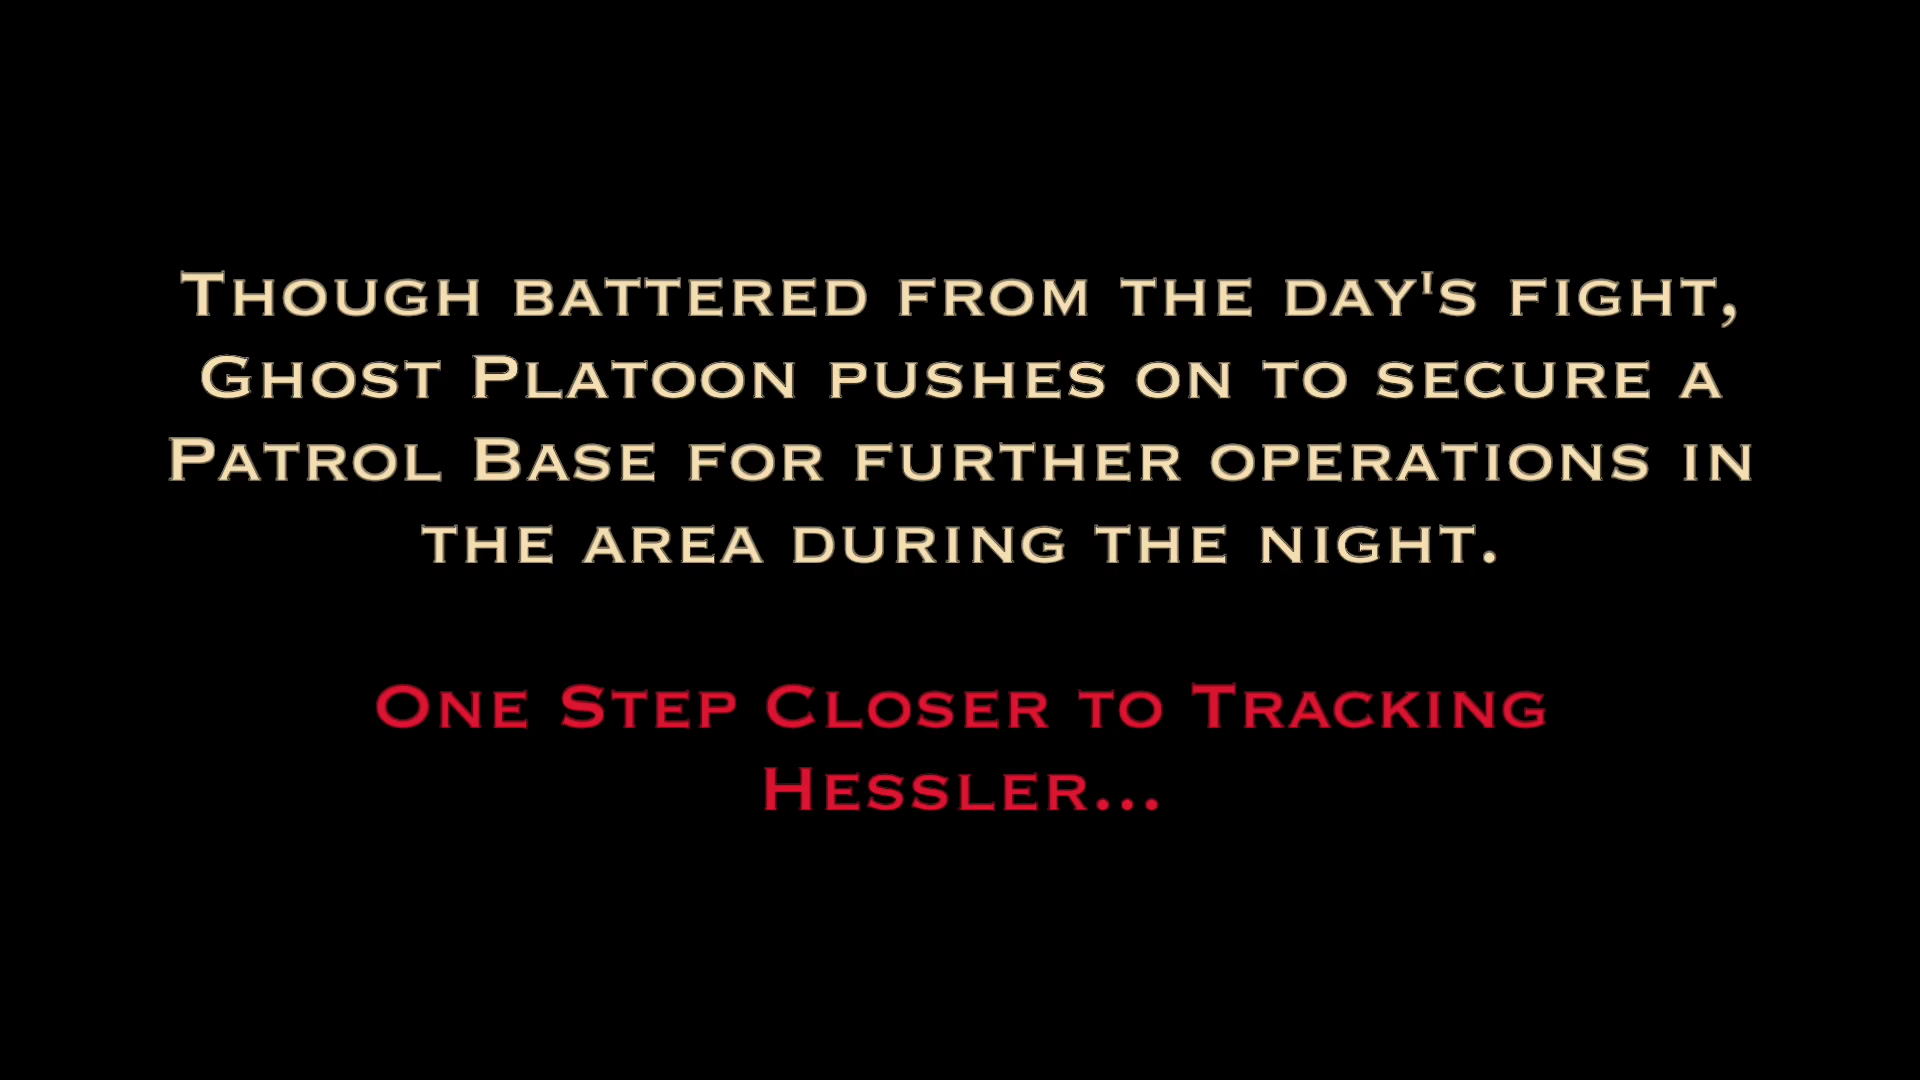 Though battered from the day's fight,
Ghost Platoon pushes on to secure a
Patrol Base for further operations in
the area during the night.
One Step Closer to Tracking
Hessler...